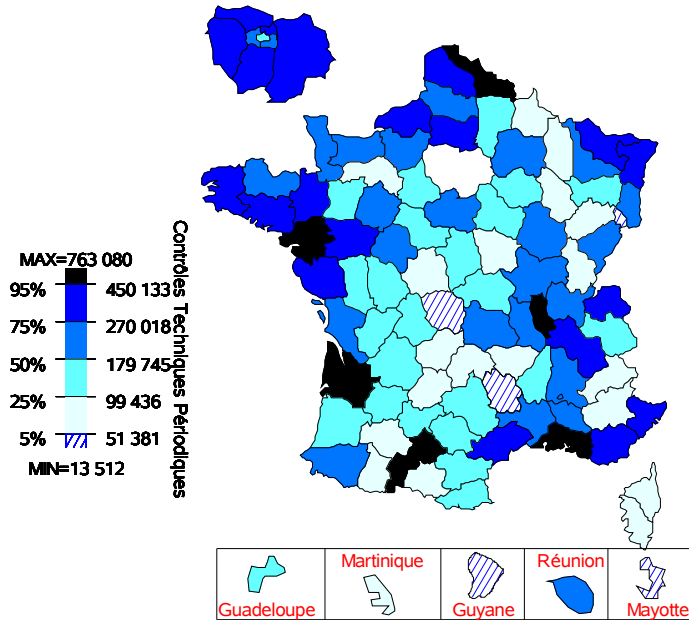 MAX=763 080
95% 450 133
75% 270 018
50% 179 745
25% 99 436
5% 51 381
MIN=13 512
Contrôles Techniques Périodiques
Martinique Réunion
Guadeloupe Guyane Mayotte